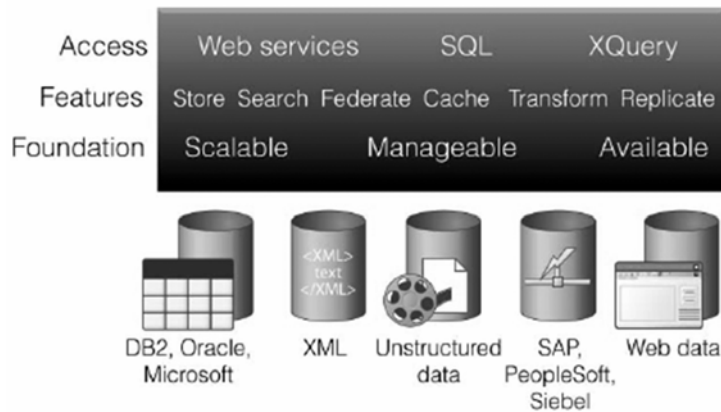 Access Web services SQL XQuery
Features Store Search Federate Cache Transform Replicate
Foundation Scalable Manageable Available
<XML>
text
</XML>
DB2, Oracle,
Microsoft
XML
Unstructured
data
SAP,
PeopleSoft,
Siebel
Web data